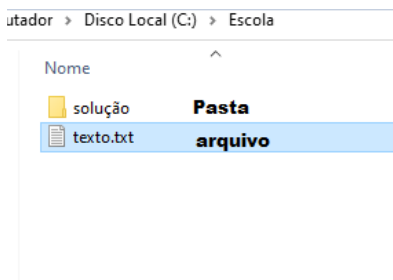 utador > Disco Local (C:) > Escola
Nome
solução Pasta
texto.txt arquivo